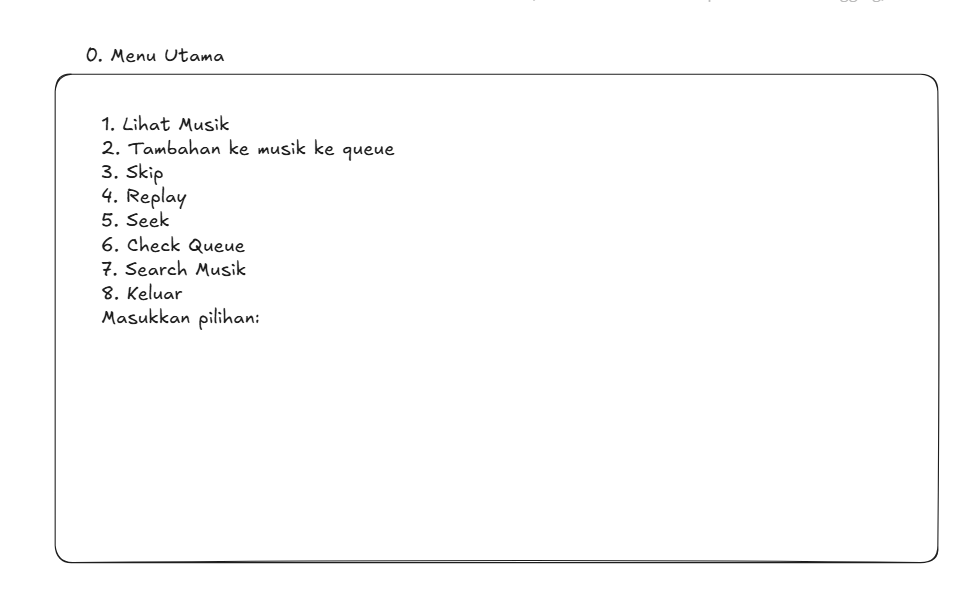 0. Menu Utama
1. Lihat Musik
2. Tambahan ke musik ke queue
3. Skip
4. Replay
5. Seek
6. Check Queue
7. Search Musik
8. Keluar
Masukkan pilihan: